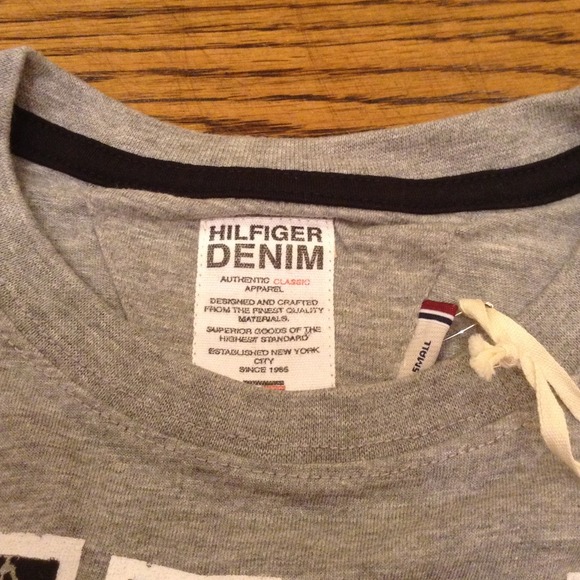 HILFIGER
DENIM
AUTHENTIC CLASSIC
APPAREL
DESIGNED AND CRAFTED
FROM THE FINEST QUALITY
MATERIALS.
SUPERIOR GOODS OF THE
HIGHEST STANDARD
ESTABLISHED NEW YORK
CITY
SINCE 1985
SMALL